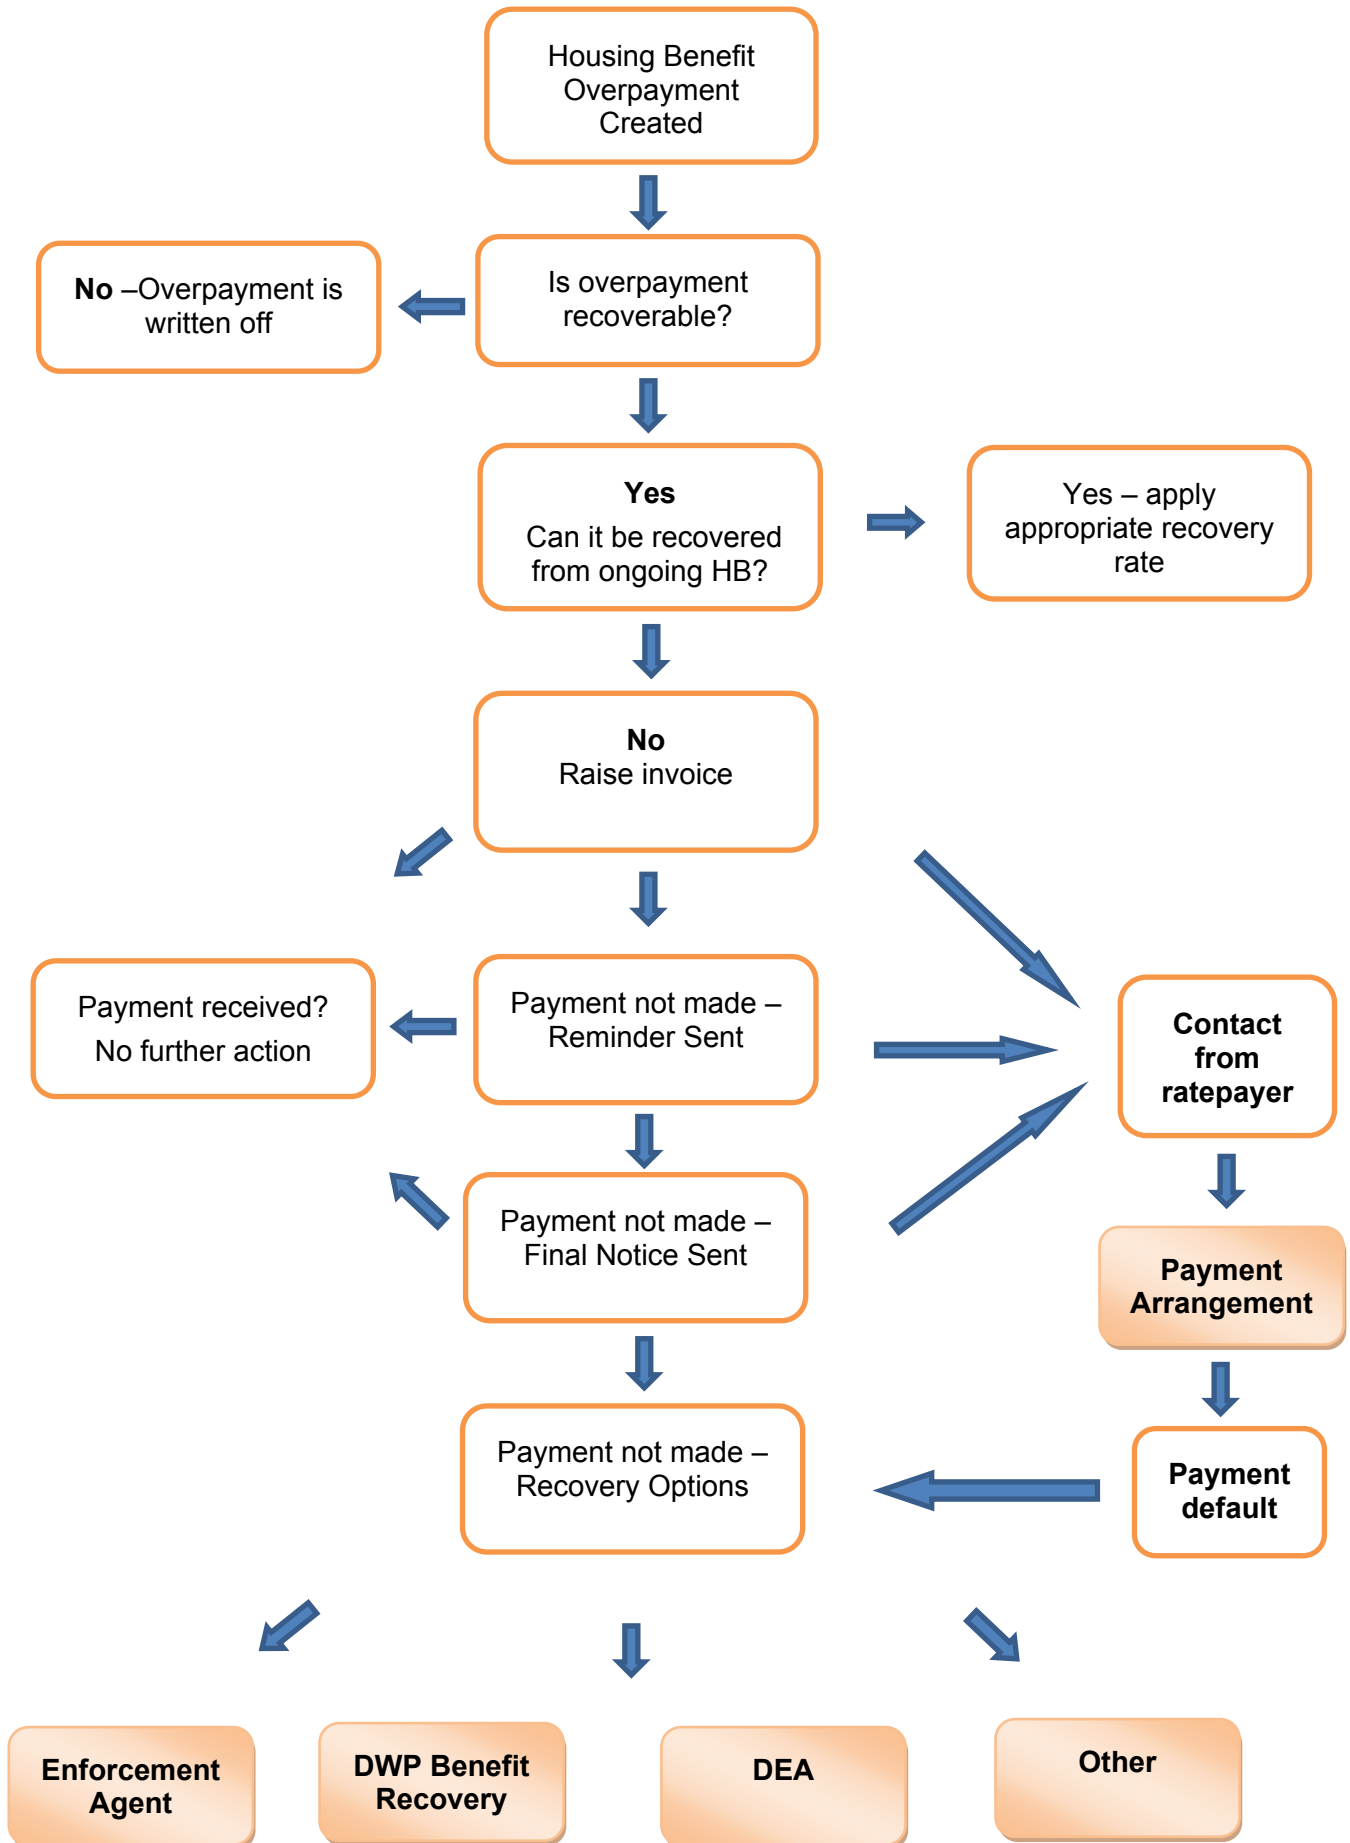 Housing Benefit
Overpayment
Created
No –Overpayment is
written off
Is overpayment
recoverable?
Yes
Can it be recovered
from ongoing HB?
Yes – apply
appropriate recovery
rate
No
Raise invoice
Payment received?
No further action
Payment not made –
Reminder Sent
Contact
from
ratepayer
Payment not made –
Final Notice Sent
Payment
Arrangement
Payment not made –
Recovery Options
Payment
default
Enforcement
Agent
DWP Benefit
Recovery
DEA
Other